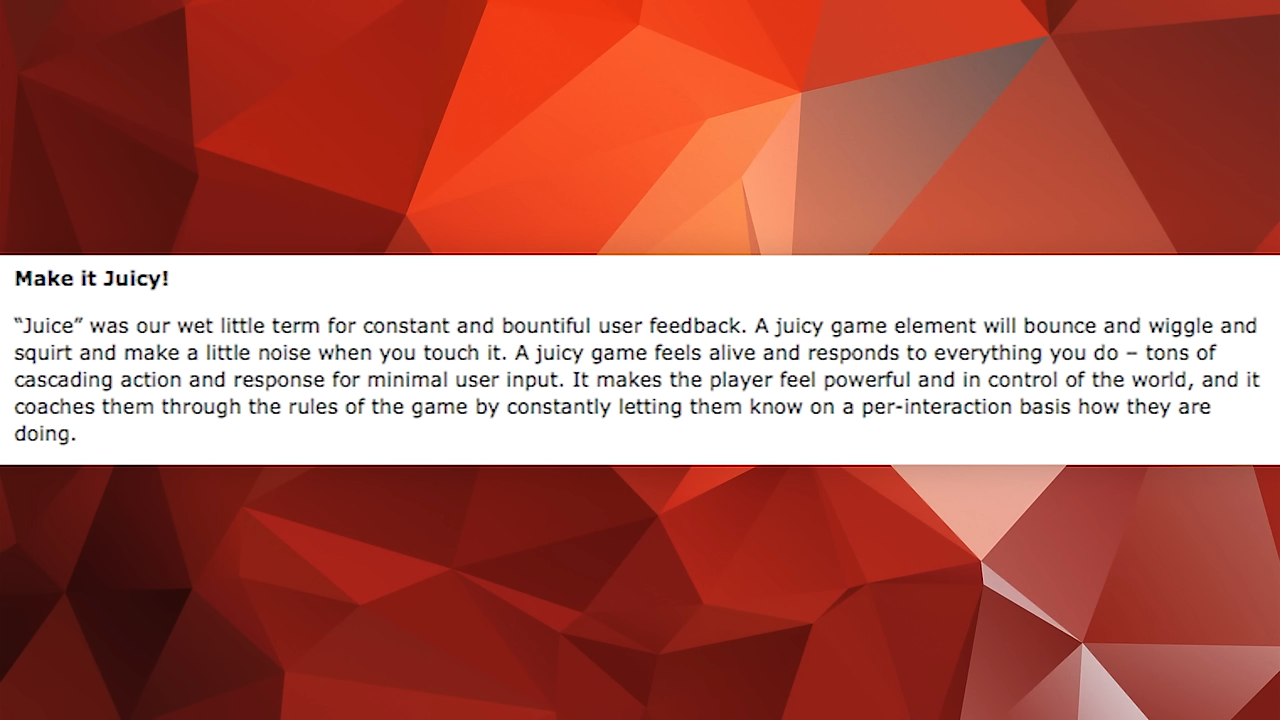 Make it Juicy!
“Juice” was our wet little term for constant and bountiful user feedback. A juicy game element will bounce and wiggle and
squirt and make a little noise when you touch it. A juicy game feels alive and responds to everything you do – tons of
cascading action and response for minimal user input. It makes the player feel powerful and in control of the world, and it
coaches them through the rules of the game by constantly letting them know on a per-interaction basis how they are
doing.